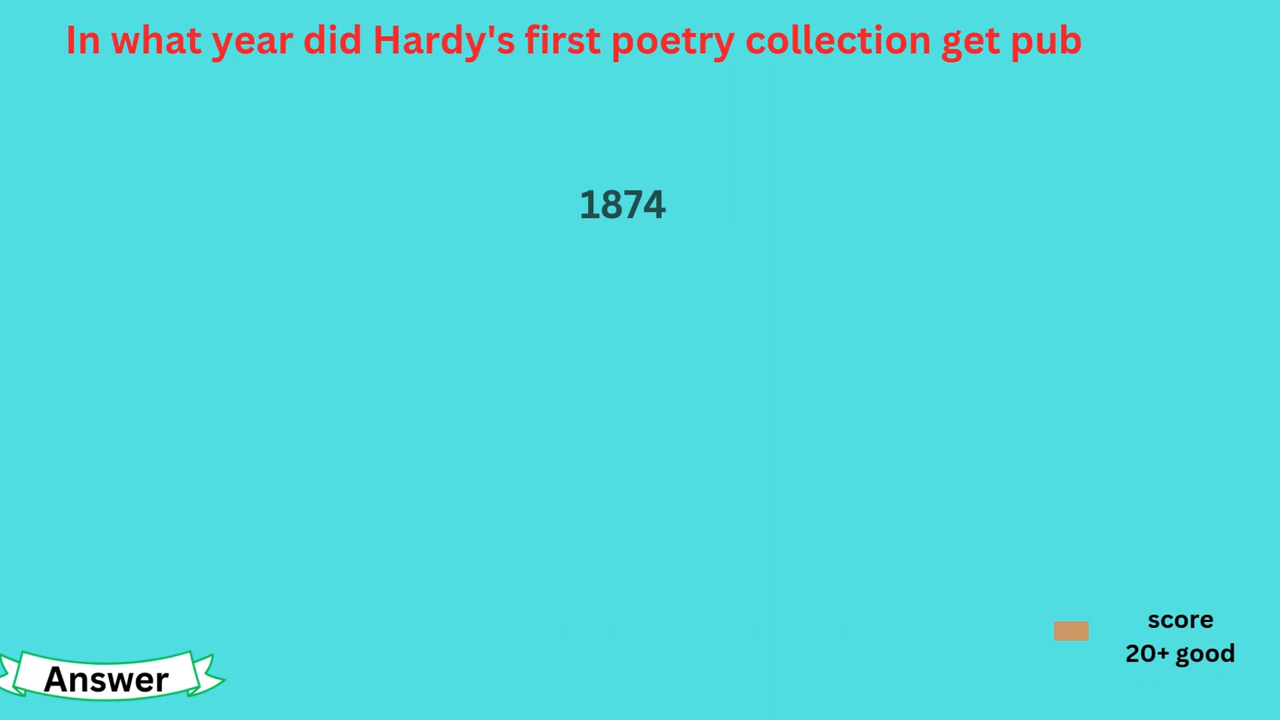 In what year did Hardy's first poetry collection get pub
1874
score
20+ good
Answer